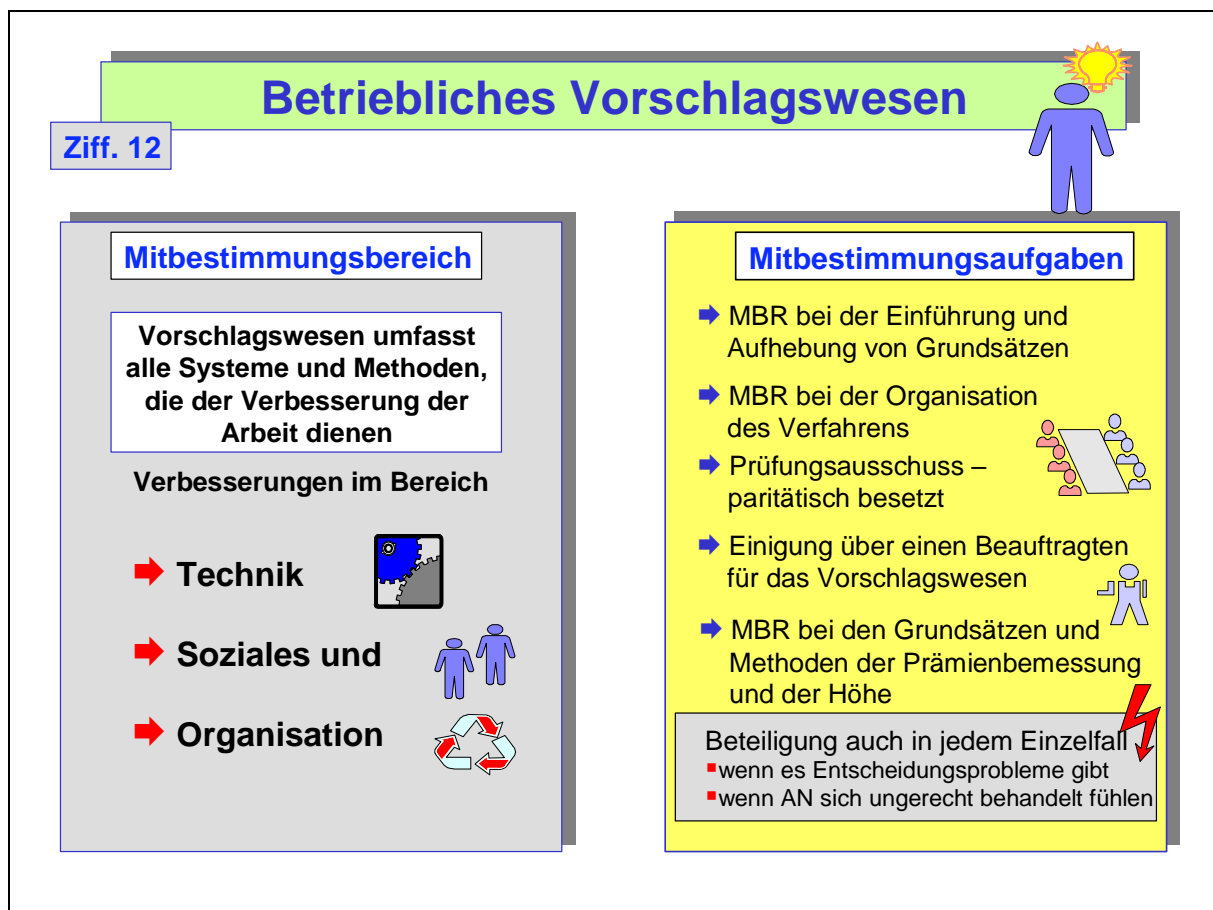 Betriebliches Vorschlagswesen
Ziff. 12
Mitbestimmungsbereich
Vorschlagswesen umfasst
alle Systeme und Methoden,
die der Verbesserung der
Arbeit dienen
Verbesserungen im Bereich
Technik
Soziales und
Organisation
Mitbestimmungsaufgaben
MBR bei der Einführung und
Aufhebung von Grundsätzen
MBR bei der Organisation
des Verfahrens
Prüfungsausschuss –
paritätisch besetzt
Einigung über einen Beauftragten
für das Vorschlagswesen
MBR bei den Grundsätzen und
Methoden der Prämienbemessung
und der Höhe
Beteiligung auch in jedem Einzelfall
wenn es Entscheidungsprobleme gibt
wenn AN sich ungerecht behandelt fühlen